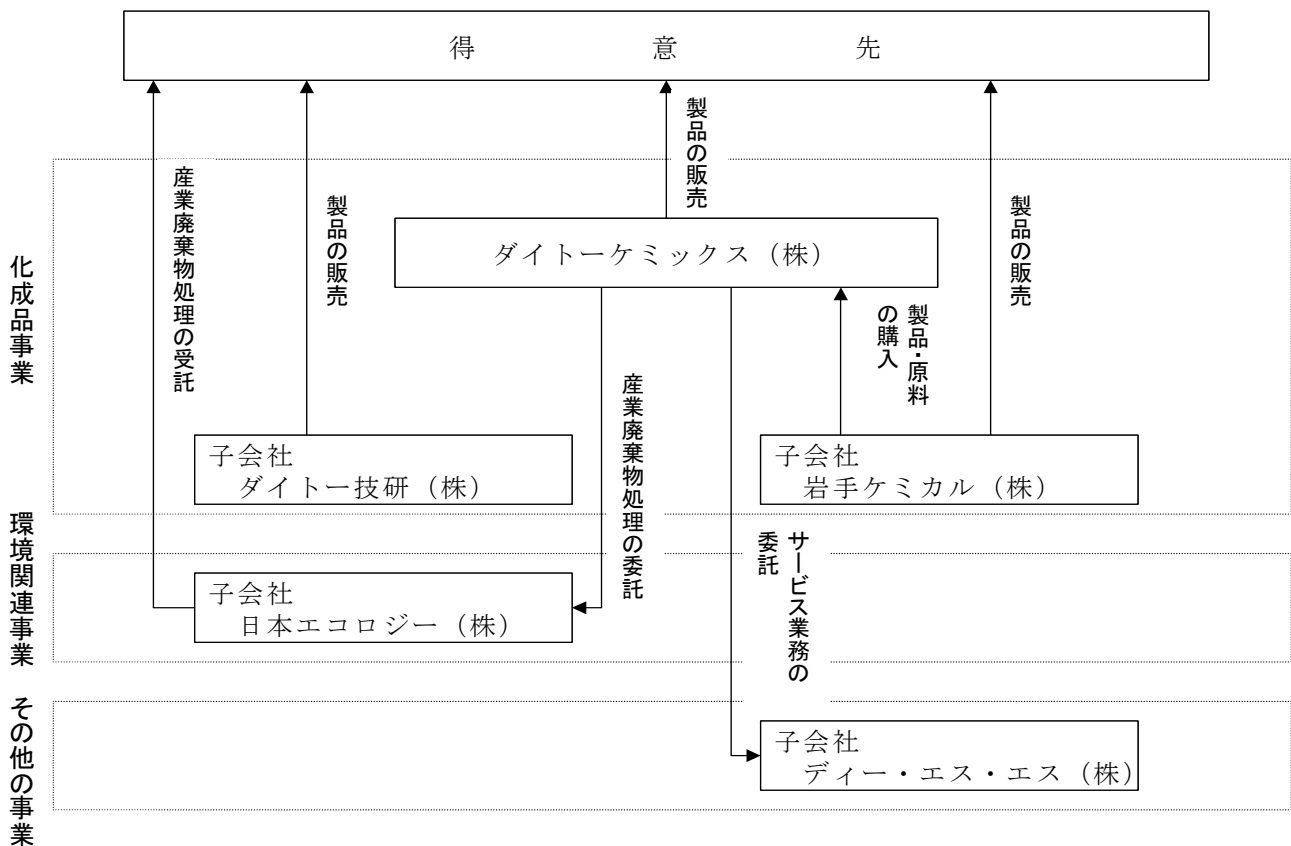 得意先
産業廃棄物処理の受託
製品の販売
製品の販売
製品の販売
化成品事業
ダイトーケミックス（株）
製品・原料
の購入
産業廃棄物処理の委託
サービス業務の
委託
子会社
ダイトー技研（株）
子会社
岩手ケミカル（株）
環境関連事業
子会社
日本エコロジー（株）
その他の事業
子会社
ディー・エス・エス（株）